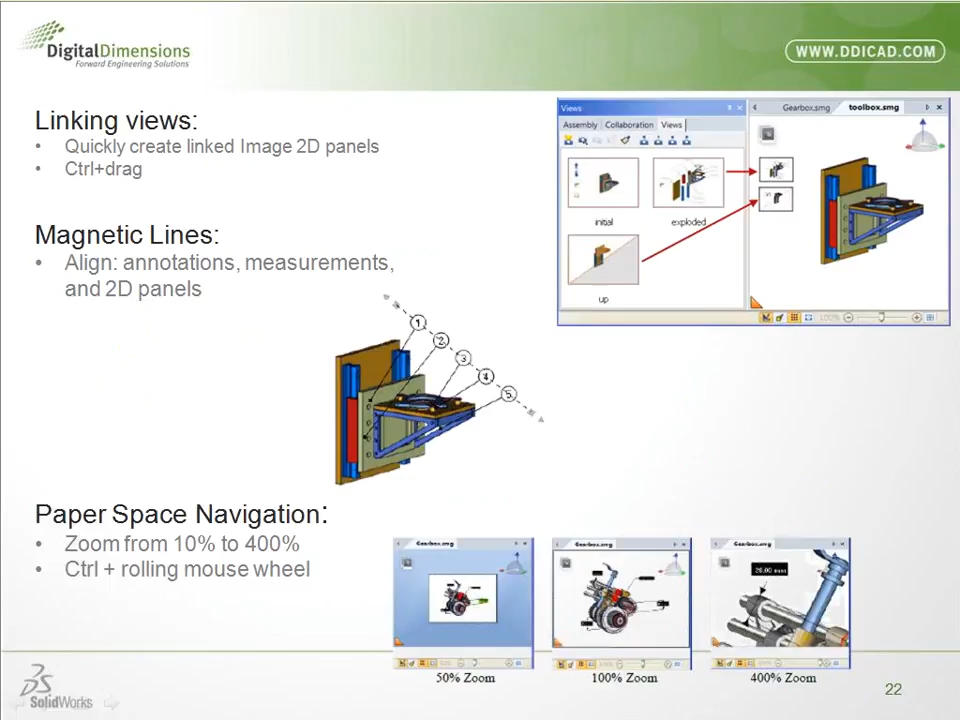 DigitalDimensions
Forward Engineering Solutions
WWW.DDICAD.COM
Linking views:
• Quickly create linked Image 2D panels
• Ctrl+drag
Magnetic Lines:
• Align: annotations, measurements,
and 2D panels
Views
Assembly Collaboration Views
initial
exploded
up
Gearbox.smg toolbox.smg
100%
1
2
3
4
5
Paper Space Navigation:
• Zoom from 10% to 400%
• Ctrl + rolling mouse wheel
Gearbox.smg
50% Zoom
Gearbox.smg
100% Zoom
Gearbox.smg
400% Zoom
SolidWorks
22